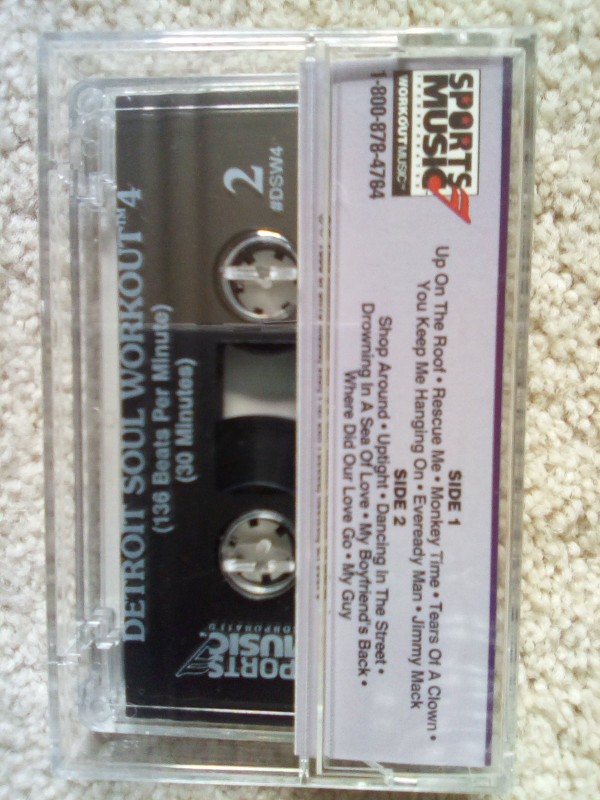 SPORTS
MUSIC
INCORPORATED
WORKOUT MUSIC™
1-800-878-4764
SIDE 1
Up On The Roof • Rescue Me • Monkey Time • Tears Of A Clown •
You Keep Me Hanging On • Eveready Man • Jimmy Mack
SIDE 2
Shop Around • Uptight • Dancing In The Street •
Drowning In A Sea Of Love • My Boyfriend's Back •
Where Did Our Love Go • My Guy
2
#DSW4
DETROIT SOUL WORKOUT™ 4
(136 Beats Per Minute)
(30 Minutes)
SPORTS
MUSIC